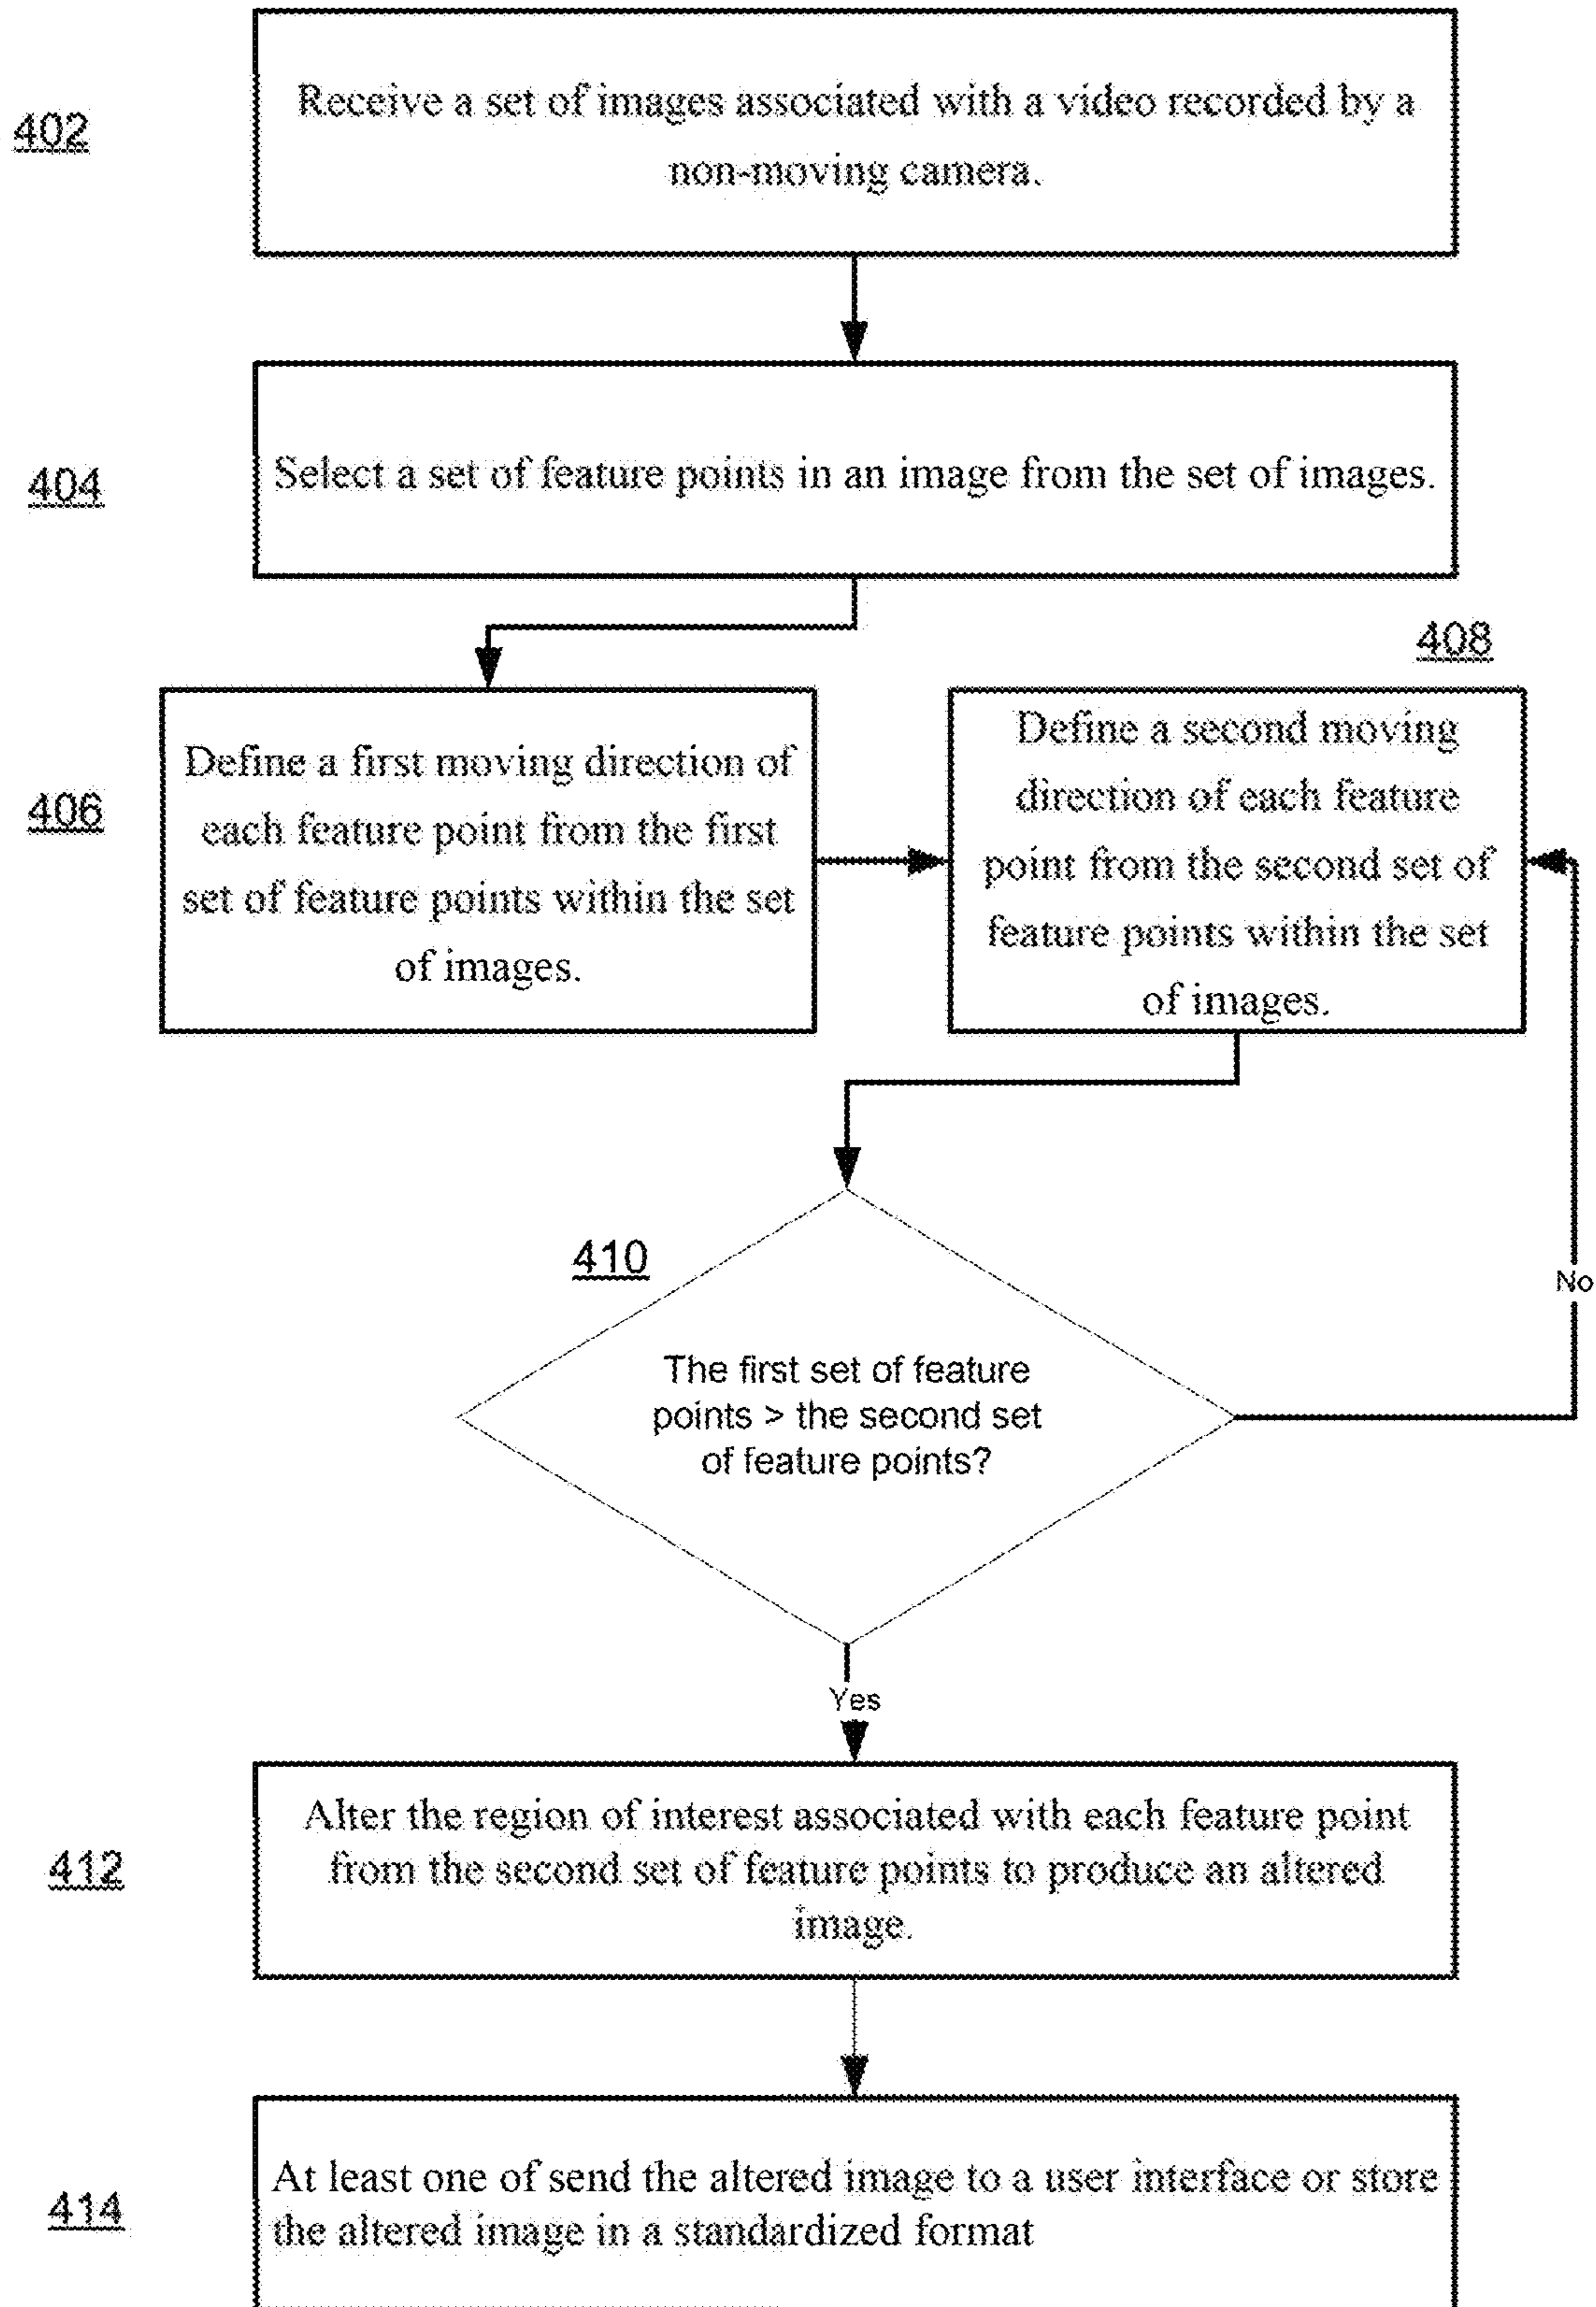 402
Receive a set of images associated with a video recorded by a
non-moving camera.
404
Select a set of feature points in an image from the set of images.
406
Define a first moving direction of
each feature point from the first
set of feature points within the set
of images.
408
Define a second moving
direction of each feature
point from the second set of
feature points within the set
of images.
410
The first set of feature
points > the second set
of feature points?
No
Yes
412
Alter the region of interest associated with each feature point
from the second set of feature points to produce an altered
image.
414
At least one of send the altered image to a user interface or store
the altered image in a standardized format